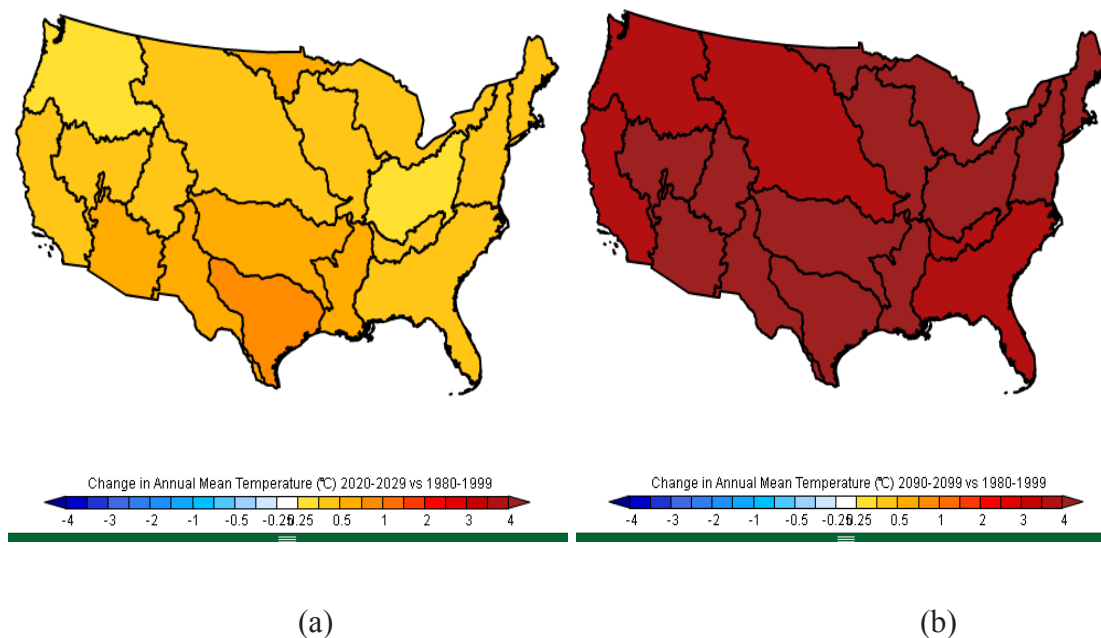 Change in Annual Mean Temperature (℃) 2020-2029 vs 1980-1999
-4 -3 -2 -1 -0.5 -0.25 0.25 0.5 1 2 3 4
Change in Annual Mean Temperature (℃) 2090-2099 vs 1980-1999
-4 -3 -2 -1 -0.5 -0.25 0.25 0.5 1 2 3 4
(a)
(b)